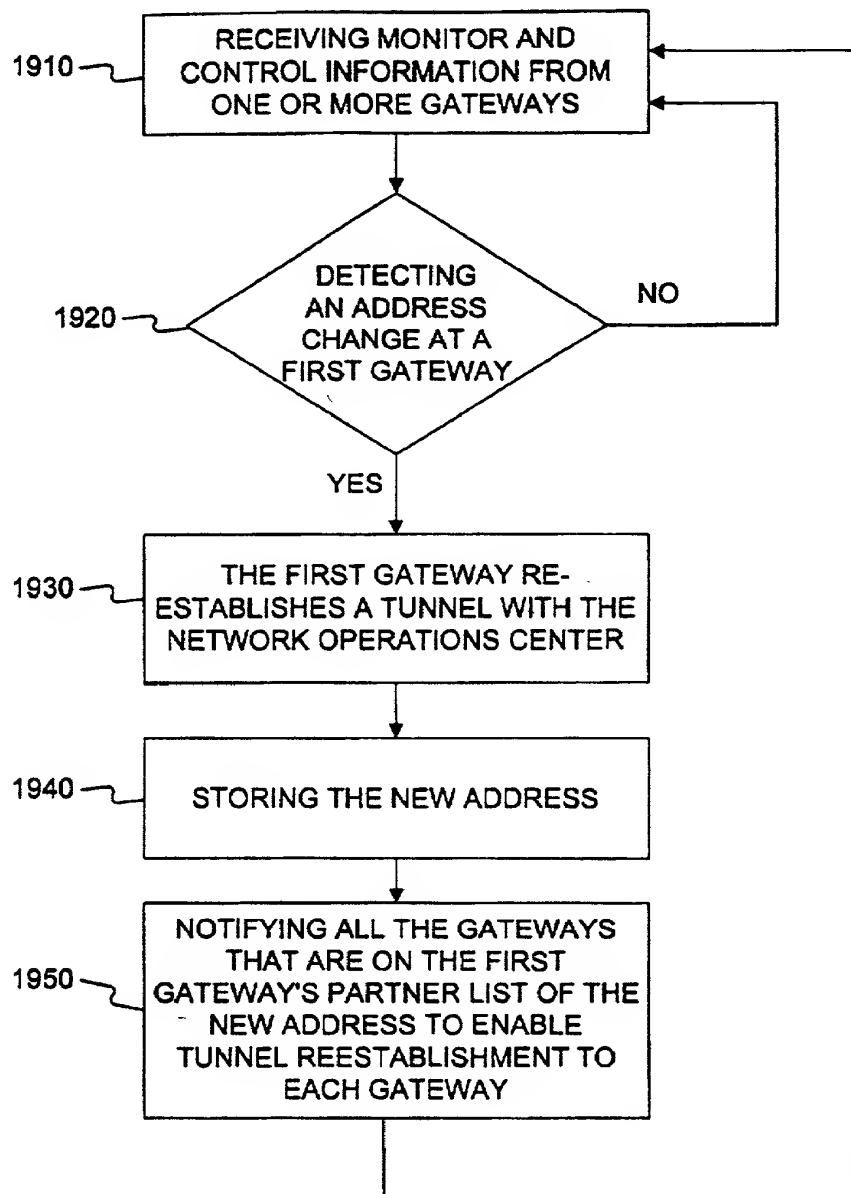 RECEIVING MONITOR AND
1910
CONTROL INFORMATION FROM
ONE OR MORE GATEWAYS
DETECTING
AN ADDRESS
NO
1920
CHANGE AT A
FIRST GATEWAY
YES
1930
THE FIRST GATEWAY RE-
ESTABLISHES A TUNNEL WITH THE
NETWORK OPERATIONS CENTER
1940
STORING THE NEW ADDRESS
NOTIFYING ALL THE GATEWAYS
THAT ARE ON THE FIRST
1950
GATEWAY'S PARTNER LIST OF THE
NEW ADDRESS TO ENABLE
TUNNEL REESTABLISHMENT TO
EACH GATEWAY